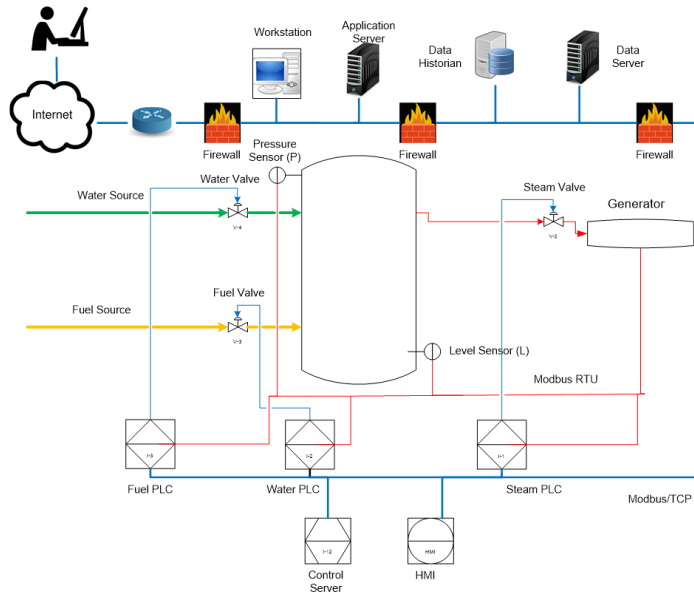 Workstation
Application
Server
Data
Historian
Data
Server
Internet
Firewall
Firewall
Firewall
Pressure
Sensor (P)
Water Valve
Steam Valve
Water Source
Generator
V-4
V-2
Fuel Valve
Fuel Source
V-3
Level Sensor (L)
Modbus RTU
I-3
I-2
I-1
Fuel PLC
Water PLC
Steam PLC
Modbus/TCP
I-12
HMI
Control
Server
HMI